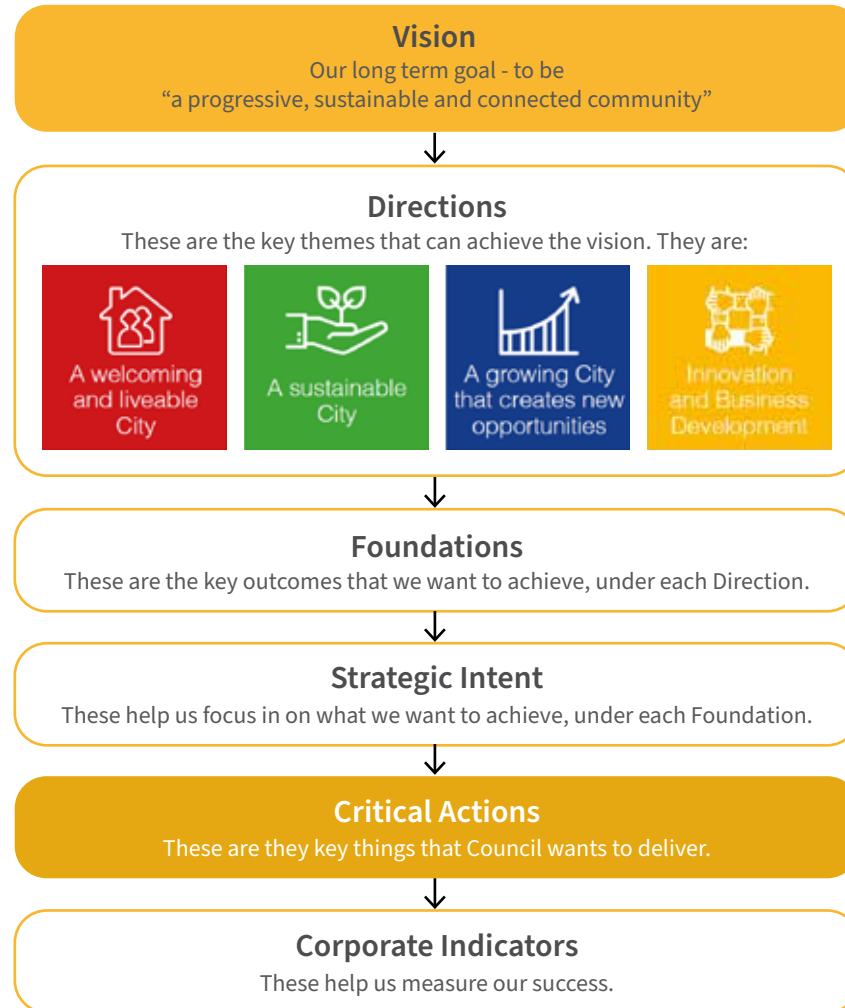 Vision
Our long term goal - to be
“a progressive, sustainable and connected community”
Directions
These are the key themes that can achieve the vision. They are:
A welcoming
and liveable
City
A sustainable
City
A growing City
that creates new
opportunities
Innovation
and Business
Development
Foundations
These are the key outcomes that we want to achieve, under each Direction.
Strategic Intent
These help us focus in on what we want to achieve, under each Foundation.
Critical Actions
These are they key things that Council wants to deliver.
Corporate Indicators
These help us measure our success.